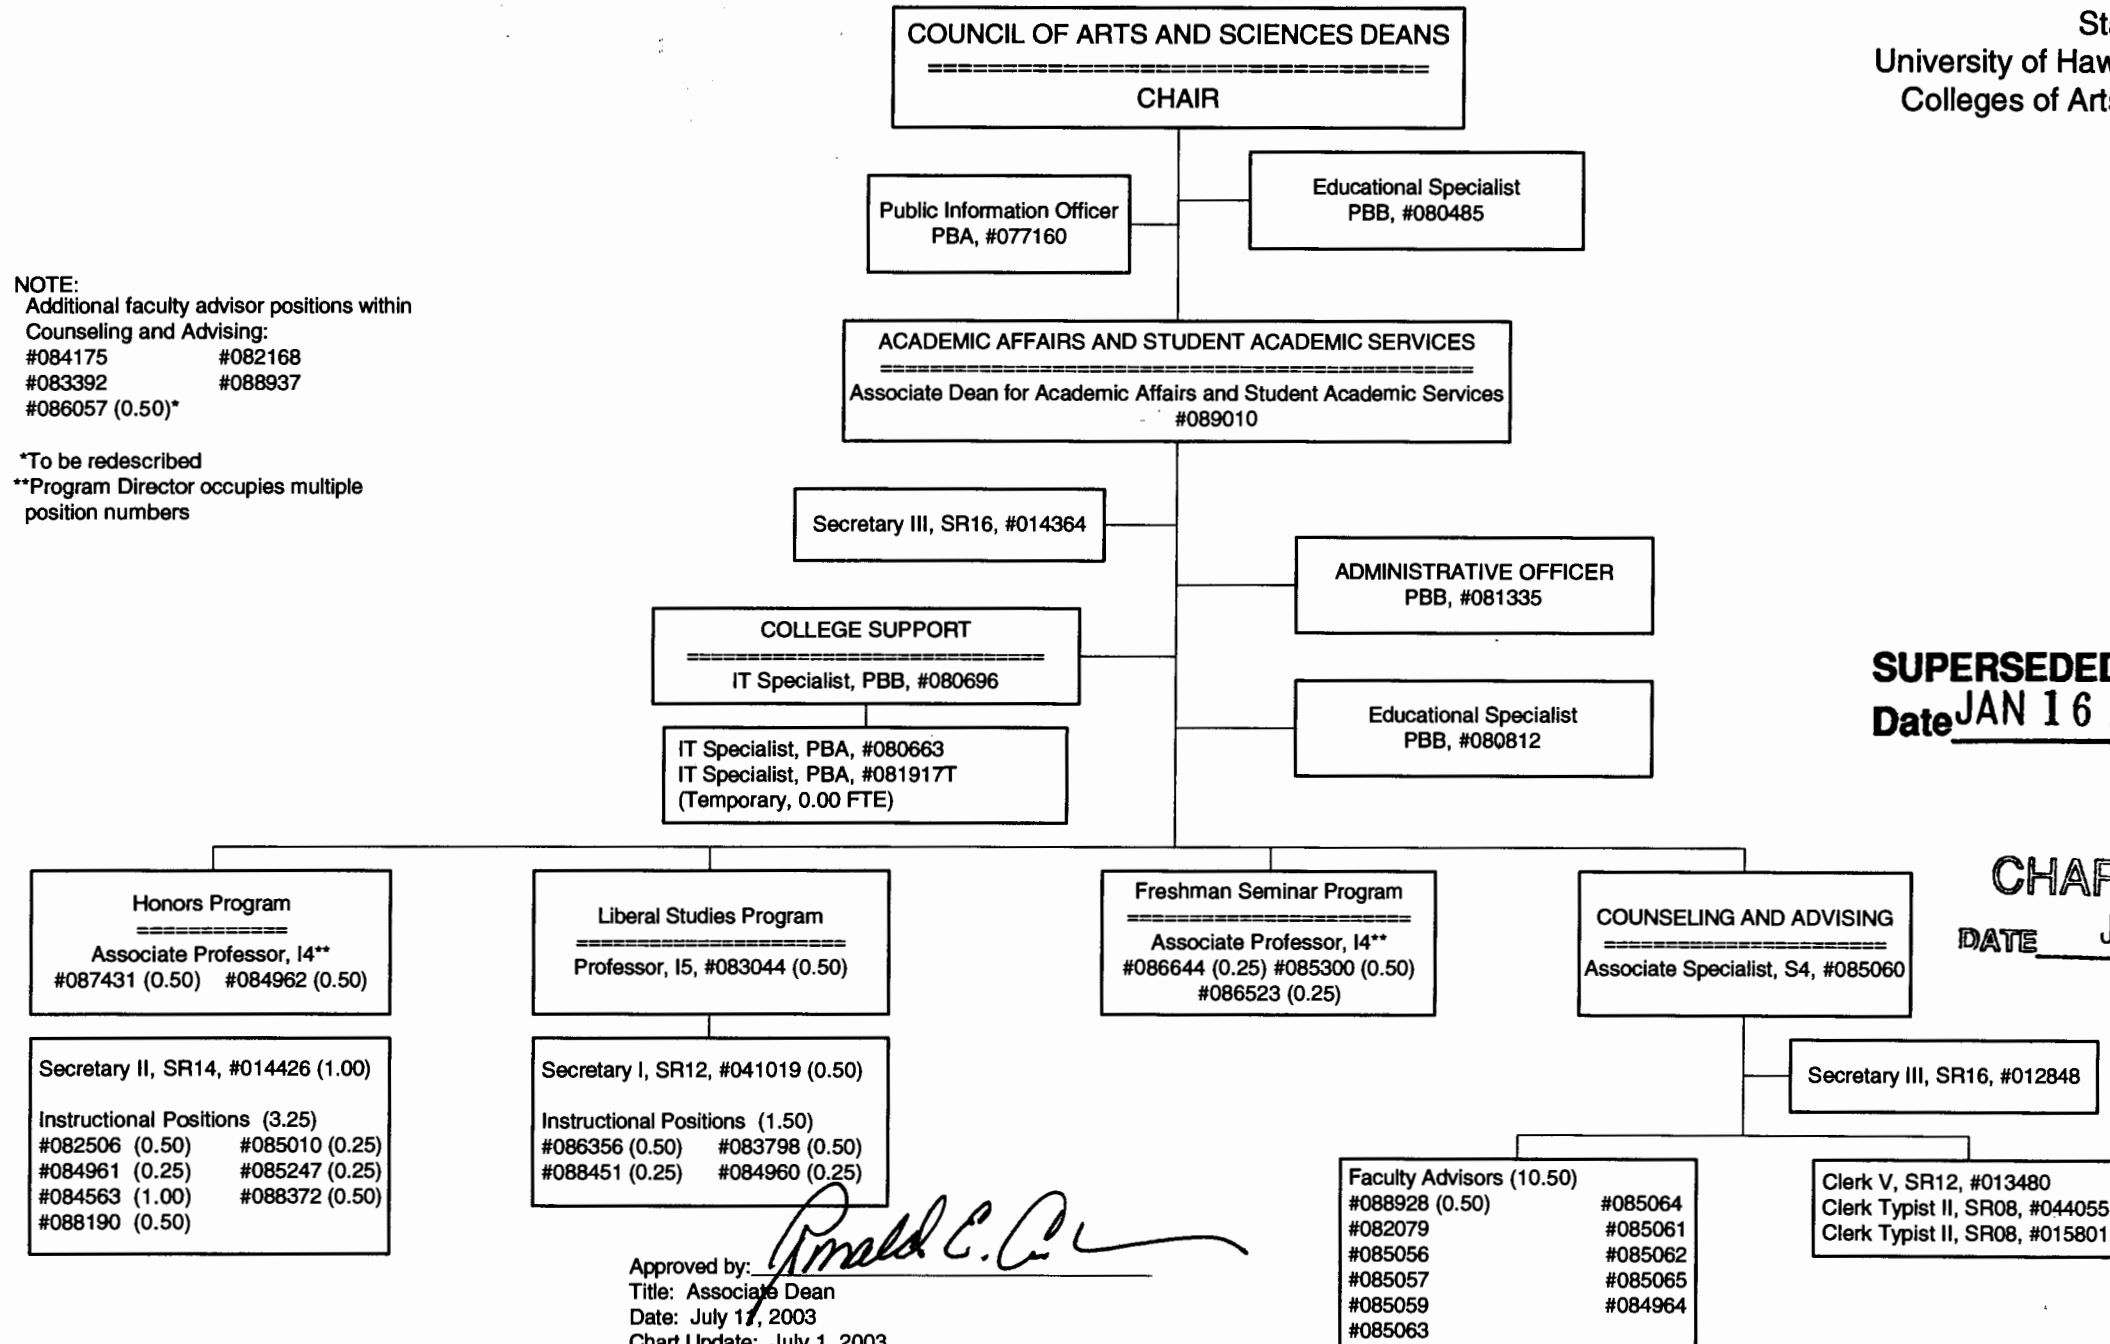 COUNCIL OF ARTS AND SCIENCES DEANS
CHAIR
University of
Colleges of
Public Information Officer
PBA, #077160
Educational Specialist
PBB, #080485
NOTE:
Additional faculty advisor positions within
Counseling and Advising:
#084175 #082168
#083392 #088937
#086057 (0.50)*
*To be redescribed
**Program Director occupies multiple
position numbers
ACADEMIC AFFAIRS AND STUDENT ACADEMIC SERVICES
Associate Dean for Academic Affairs and Student Academic Services
#089010
Secretary III, SR16, #014364
ADMINISTRATIVE OFFICER
PBB, #081335
COLLEGE SUPPORT
IT Specialist, PBB, #080696
IT Specialist, PBA, #080663
IT Specialist, PBA, #081917T
(Temporary, 0.00 FTE)
Educational Specialist
PBB, #080812
SUPERSEDED
Date JAN 16
DATE
Honors Program
Associate Professor, I4**
#087431 (0.50) #084962 (0.50)
Secretary II, SR14, #014426 (1.00)
Instructional Positions (3.25)
#082506 (0.50) #085010 (0.25)
#084961 (0.25) #085247 (0.25)
#084563 (1.00) #088372 (0.50)
#088190 (0.50)
Liberal Studies Program
Professor, I5, #083044 (0.50)
Secretary I, SR12, #041019 (0.50)
Instructional Positions (1.50)
#086356 (0.50) #083798 (0.50)
#088451 (0.25) #084960 (0.25)
Freshman Seminar Program
Associate Professor, I4**
#086644 (0.25) #085300 (0.50)
#086523 (0.25)
COUNSELING AND ADVISING
Associate Specialist, S4, #085060
Secretary III, SR16, #012848
Faculty Advisors (10.50)
#088928 (0.50) #085064
#082079 #085061
#085056 #085062
#085057 #085065
#085059 #084964
#085063
Clerk V, SR12, #013480
Clerk Typist II, SR08, #044055
Clerk Typist II, SR08, #015801
Approved by:
Title: Associate Dean
Date: July 11, 2003
Chart Update: July 1, 2003